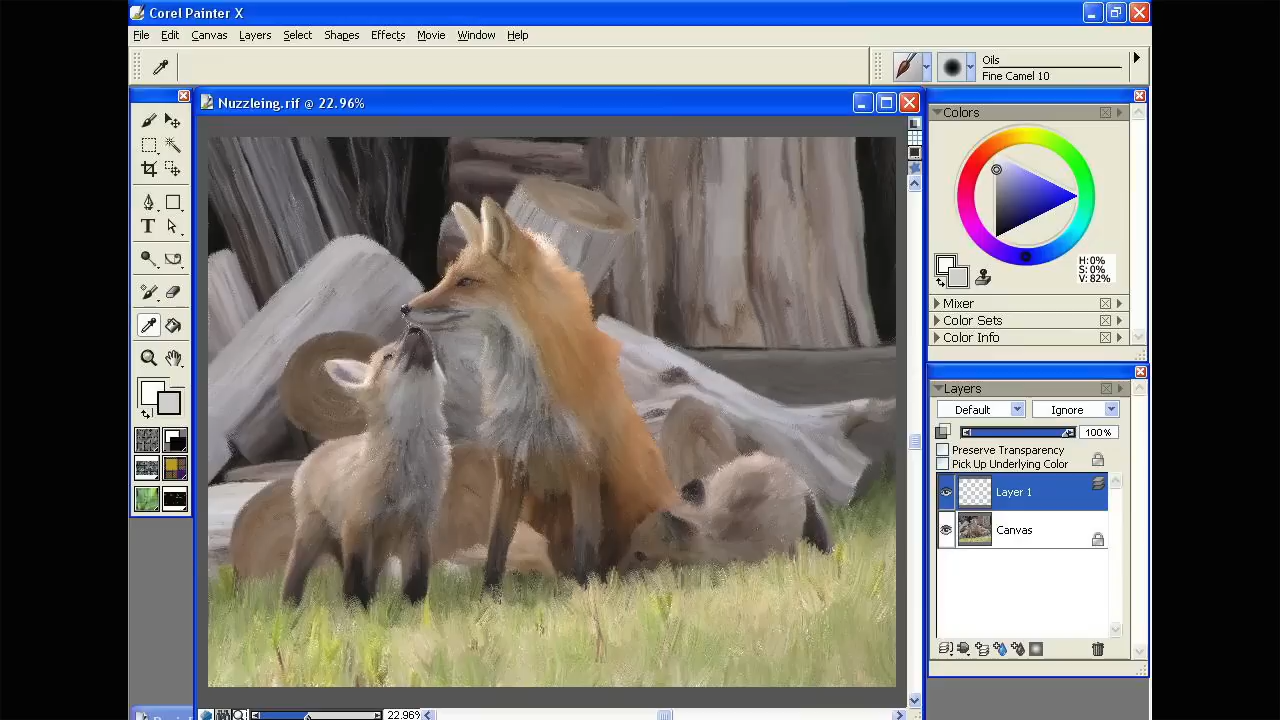 Corel Painter X
File Edit Canvas Layers Select Shapes Effects Movie Window Help
Oils
Fine Camel 10
Nuzzleing.rif @ 22.96%
Colors
H:0%
S:0%
V:82%
Mixer
Color Sets
Color Info
Layers
Default Ignore
100%
Preserve Transparency
Pick Up Underlying Color
Layer 1
Canvas
T
22.96%